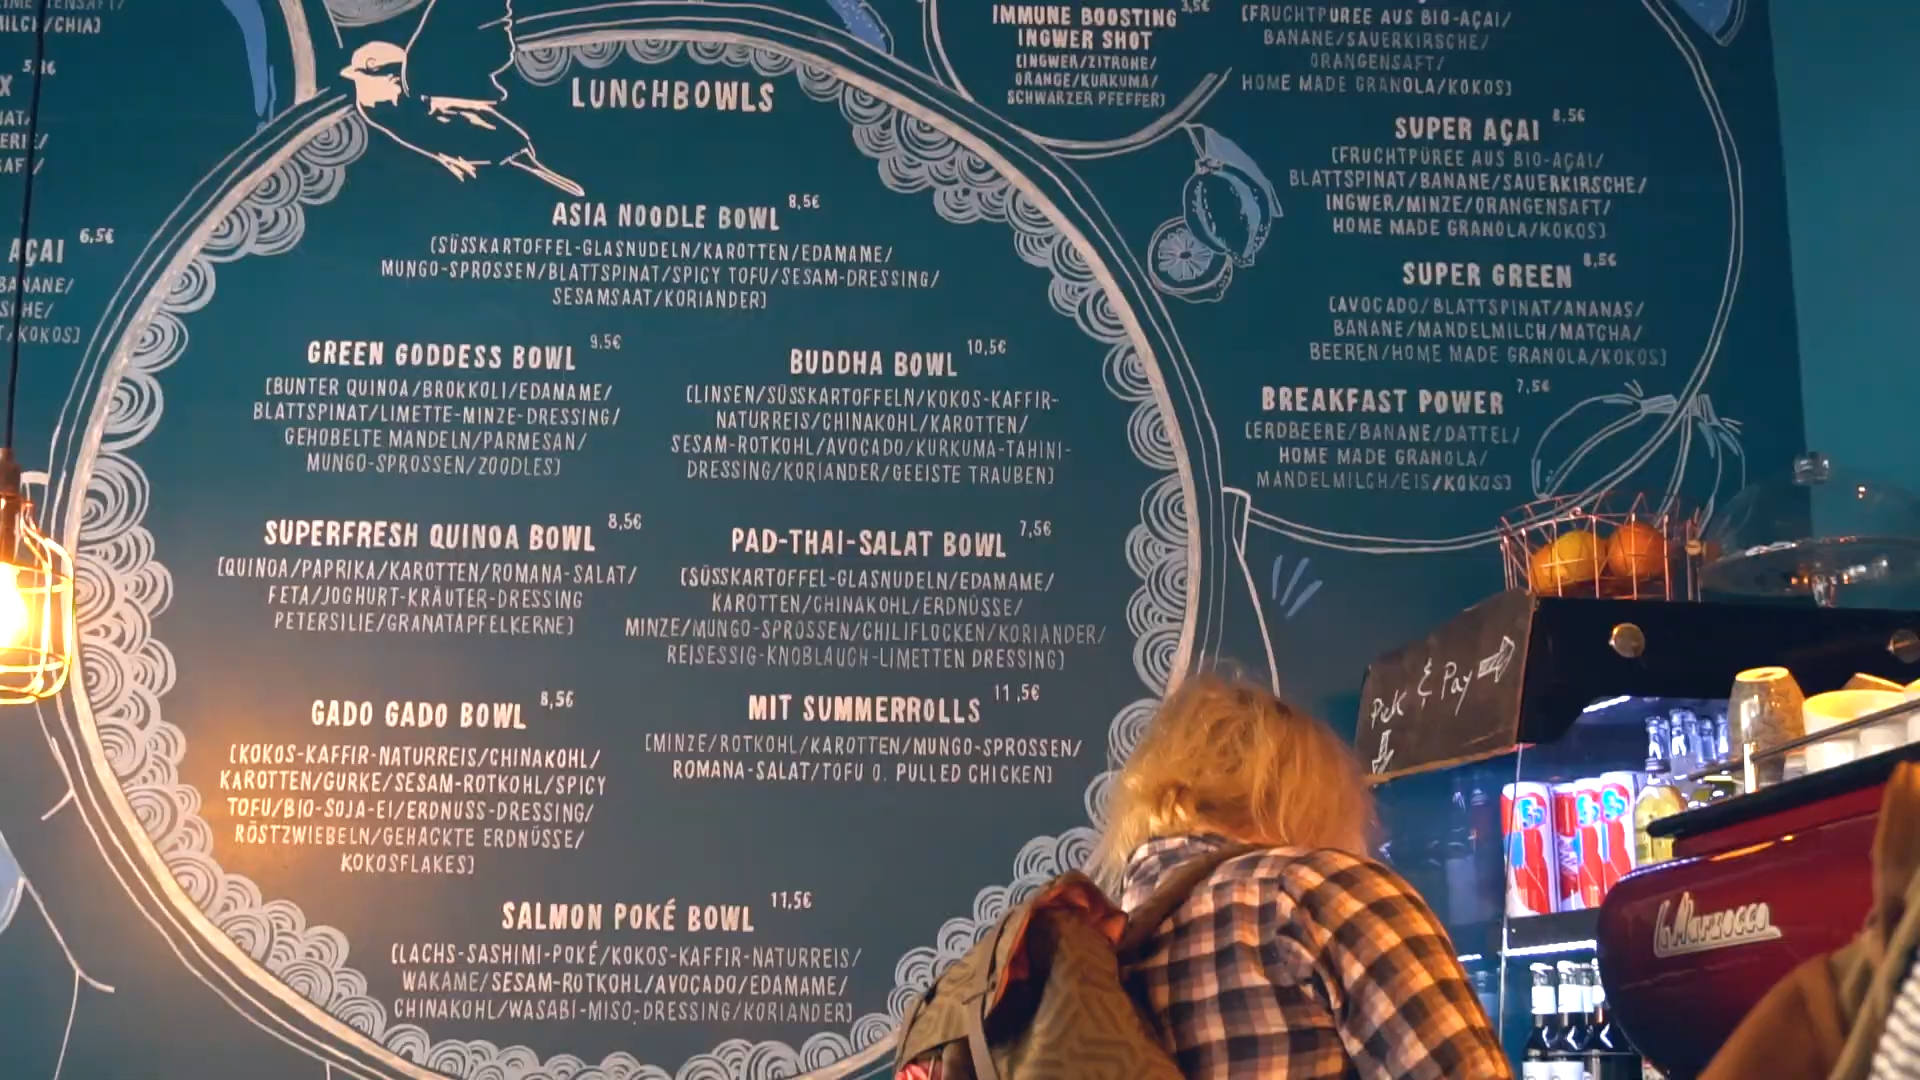 MILCH/CHIA]
AÇAI 6,5€
BANANE/
/KOKOS]
LUNCHBOWLS
ASIA NOODLE BOWL 8,5€
[SÜSSKARTOFFEL-GLASNUDELN/KAROTTEN/EDAMAME/
MUNGO-SPROSSEN/BLATTSPINAT/SPICY TOFU/SESAM-DRESSING/
SESAMSAAT/KORIANDER]
GREEN GODDESS BOWL 9,5€
[BUNTER QUINOA/BROKKOLI/EDAMAME/
BLATTSPINAT/LIMETTE-MINZE-DRESSING/
GEHOBELTE MANDELN/PARMESAN/
MUNGO-SPROSSEN/ZOODLES]
BUDDHA BOWL 10,5€
[LINSEN/SÜSSKARTOFFELN/KOKOS-KAFFIR-
NATURREIS/CHINAKOHL/KAROTTEN/
SESAM-ROTKOHL/AVOCADO/KURKUMA-TAHINI-
DRESSING/KORIANDER/GEEISTE TRAUBEN]
SUPERFRESH QUINOA BOWL 8,5€
[QUINOA/PAPRIKA/KAROTTEN/ROMANA-SALAT/
FETA/JOGHURT-KRÄUTER-DRESSING
PETERSILIE/GRANATAPFELKERNE]
PAD-THAI-SALAT BOWL 7,5€
[SÜSSKARTOFFEL-GLASNUDELN/EDAMAME/
KAROTTEN/CHINAKOHL/ERDNÜSSE/
MINZE/MUNGO-SPROSSEN/CHILIFLOCKEN/KORIANDER/
REISESSIG-KNOBLAUCH-LIMETTEN DRESSING]
GADO GADO BOWL 8,5€
[KOKOS-KAFFIR-NATURREIS/CHINAKOHL/
KAROTTEN/GURKE/SESAM-ROTKOHL/SPICY
TOFU/BIO-SOJA-EI/ERDNUSS-DRESSING/
RÖSTZWIEBELN/GEHACKTE ERDNÜSSE/
KOKOSFLAKES]
MIT SUMMERROLLS 11,5€
[MINZE/ROTKOHL/KAROTTEN/MUNGO-SPROSSEN/
ROMANA-SALAT/TOFU O. PULLED CHICKEN]
SALMON POKÉ BOWL 11,5€
[LACHS-SASHIMI-POKÉ/KOKOS-KAFFIR-NATURREIS/
WAKAME/SESAM-ROTKOHL/AVOCADO/EDAMAME/
CHINAKOHL/WASABI-MISO-DRESSING/KORIANDER]
IMMUNE BOOSTING 3,5€
INGWER SHOT
[INGWER/ZITRONE/
ORANGE/KURKUMA/
SCHWARZER PFEFFER]
[FRUCHTPÜREE AUS BIO-AÇAI/
BANANE/SAUERKIRSCHE/
ORANGENSAFT/
HOME MADE GRANOLA/KOKOS]
SUPER AÇAI 8,5€
[FRUCHTPÜREE AUS BIO-AÇAI/
BLATTSPINAT/BANANE/SAUERKIRSCHE/
INGWER/MINZE/ORANGENSAFT/
HOME MADE GRANOLA/KOKOS]
SUPER GREEN 8,5€
[AVOCADO/BLATTSPINAT/ANANAS/
BANANE/MANDELMILCH/MATCHA/
BEEREN/HOME MADE GRANOLA/KOKOS]
BREAKFAST POWER 7,5€
[ERDBEERE/BANANE/DATTEL/
HOME MADE GRANOLA/
MANDELMILCH/EIS/KOKOS]
Pick & Pay
La Marzocco